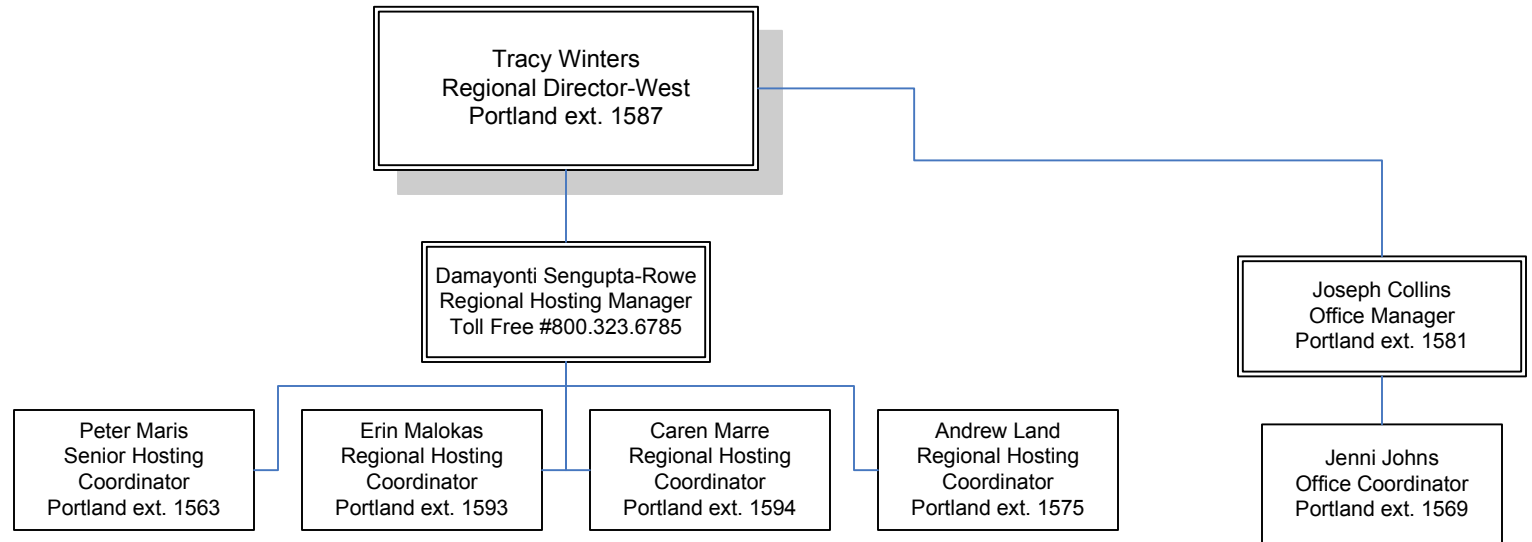 Tracy Winters
Regional Director-West
Portland ext. 1587
Damayonti Sengupta-Rowe
Regional Hosting Manager
Toll Free #800.323.6785
Joseph Collins
Office Manager
Portland ext. 1581
Peter Maris
Senior Hosting
Coordinator
Portland ext. 1563
Erin Malokas
Regional Hosting
Coordinator
Portland ext. 1593
Caren Marre
Regional Hosting
Coordinator
Portland ext. 1594
Andrew Land
Regional Hosting
Coordinator
Portland ext. 1575
Jenni Johns
Office Coordinator
Portland ext. 1569